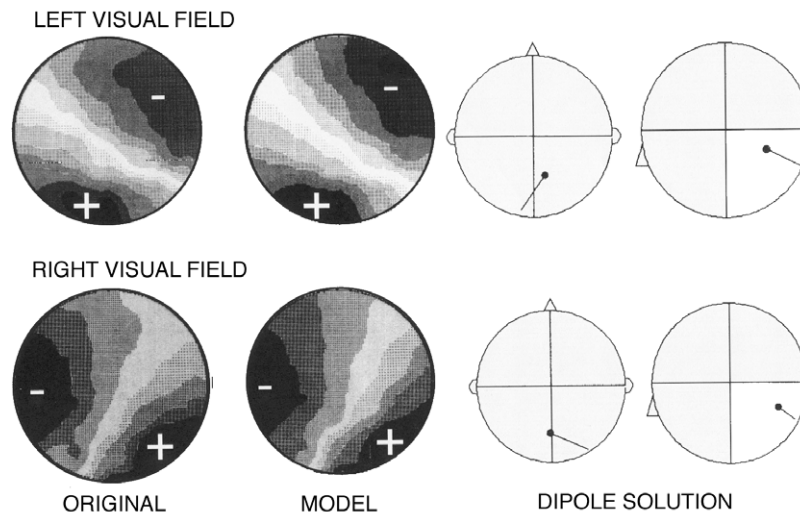 LEFT VISUAL FIELD
-
-
+
+
RIGHT VISUAL FIELD
-
-
+
+
ORIGINAL
MODEL
DIPOLE SOLUTION